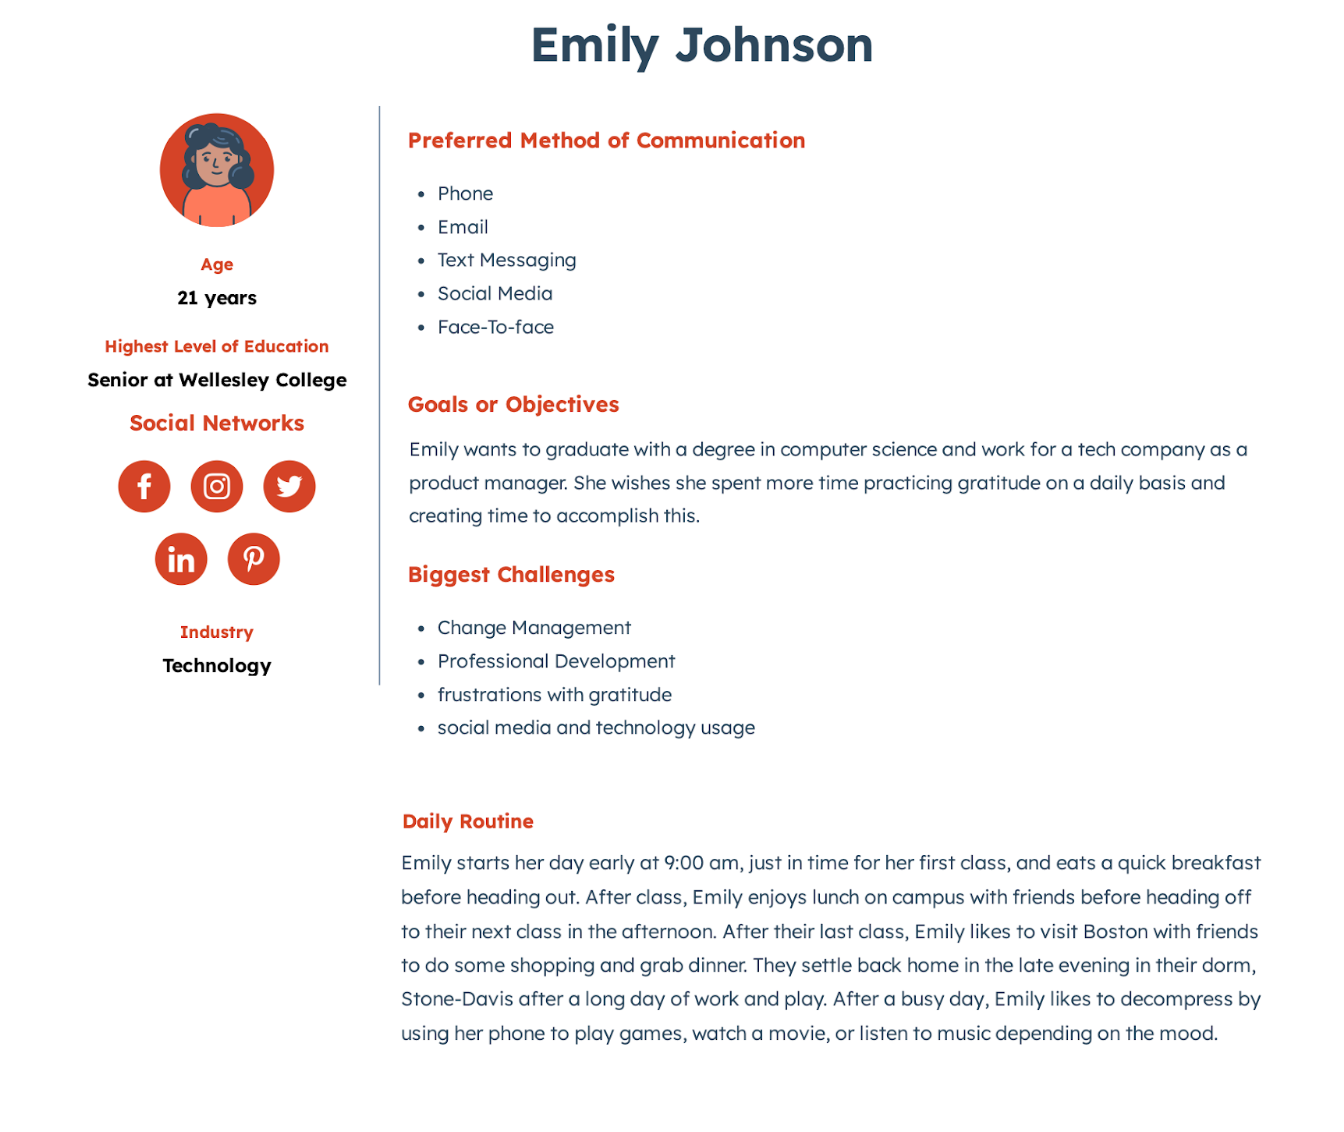 Emily Johnson
Age
21 years
Highest Level of Education
Senior at Wellesley College
Social Networks
f
in
Industry
Technology
Preferred Method of Communication
• Phone
• Email
• Text Messaging
• Social Media
• Face-To-face
Goals or Objectives
Emily wants to graduate with a degree in computer science and work for a tech company as a
product manager. She wishes she spent more time practicing gratitude on a daily basis and
creating time to accomplish this.
Biggest Challenges
• Change Management
• Professional Development
• frustrations with gratitude
• social media and technology usage
Daily Routine
Emily starts her day early at 9:00 am, just in time for her first class, and eats a quick breakfast
before heading out. After class, Emily enjoys lunch on campus with friends before heading off
to their next class in the afternoon. After their last class, Emily likes to visit Boston with friends
to do some shopping and grab dinner. They settle back home in the late evening in their dorm,
Stone-Davis after a long day of work and play. After a busy day, Emily likes to decompress by
using her phone to play games, watch a movie, or listen to music depending on the mood.